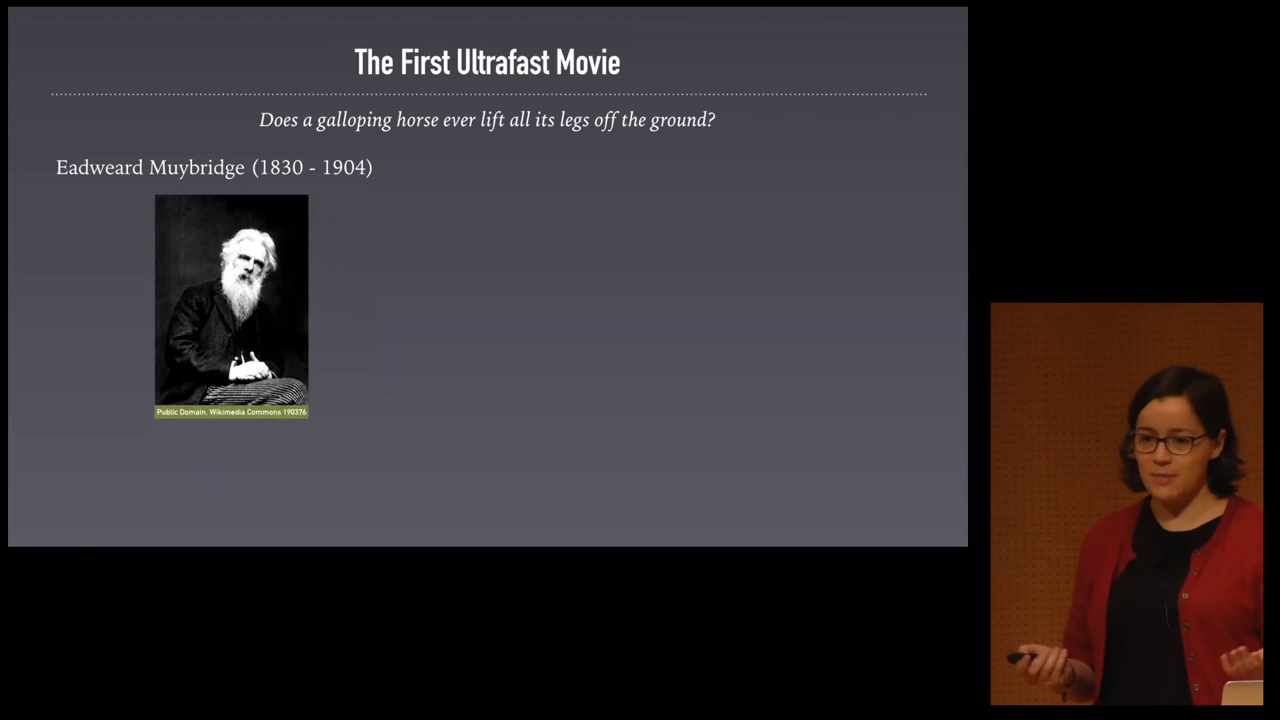 The First Ultrafast Movie
Does a galloping horse ever lift all its legs off the ground?
Eadweard Muybridge (1830 - 1904)
Public Domain, Wikimedia Commons 190376